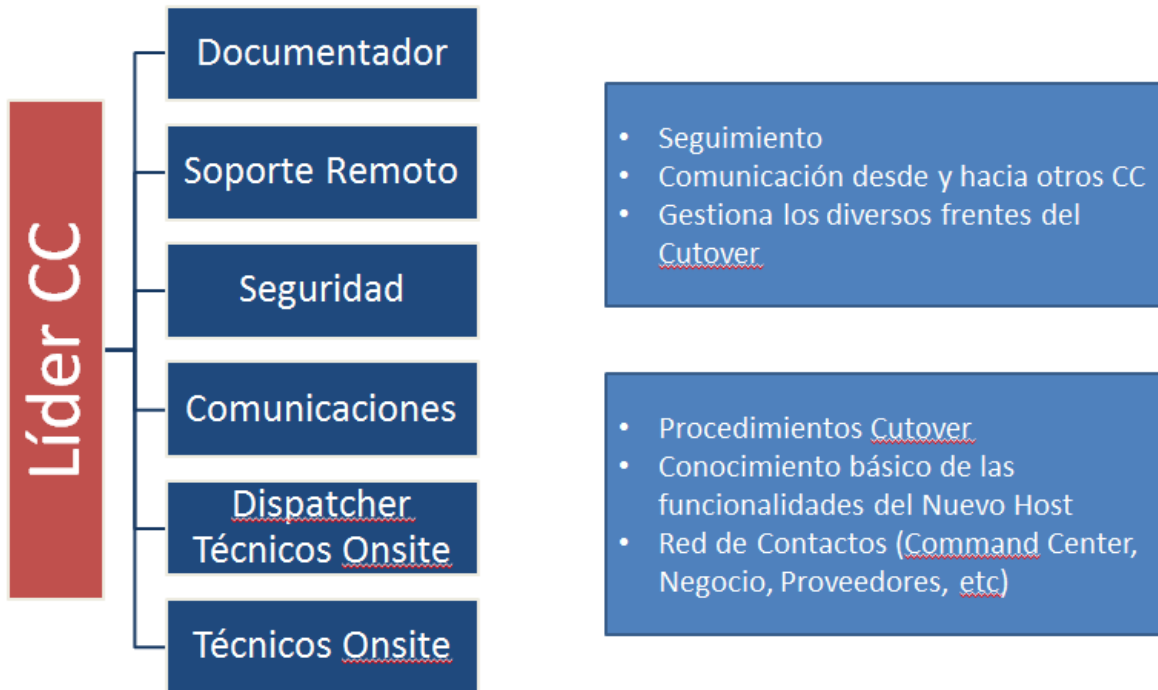 Líder CC
Documentador
Soporte Remoto
Seguridad
Comunicaciones
Dispatcher
Técnicos Onsite
Técnicos Onsite
• Seguimiento
• Comunicación desde y hacia otros CC
• Gestiona los diversos frentes del
Cutover
• Procedimientos Cutover
• Conocimiento básico de las
funcionalidades del Nuevo Host
• Red de Contactos (Command Center,
Negocio, Proveedores, etc)